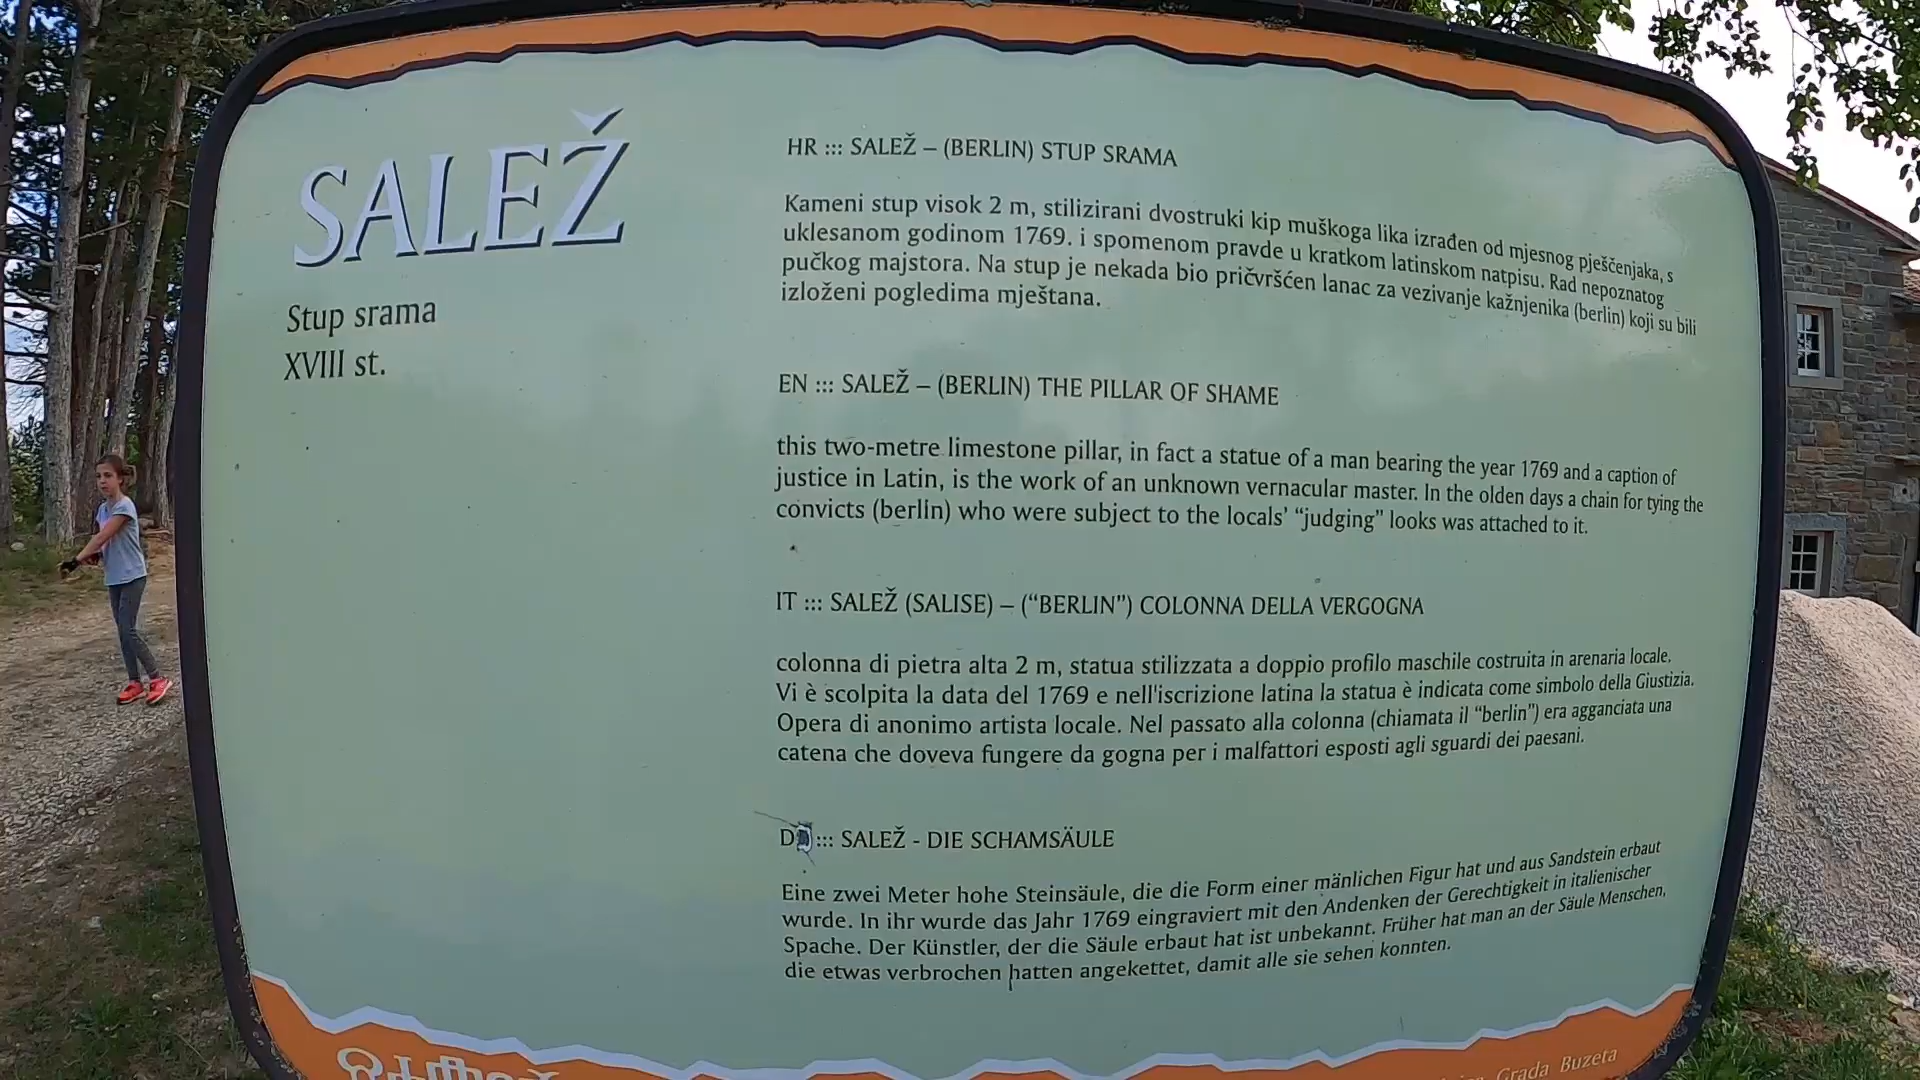 SALEŽ
Stup srama
XVIII st.
HR ::: SALEŽ – (BERLIN) STUP SRAMA
Kameni stup visok 2 m, stilizirani dvostruki kip muškoga lika izrađen od mjesnog pješčenjaka, s
uklesanom godinom 1769. i spomenom pravde u kratkom latinskom natpisu. Rad nepoznatog
pučkog majstora. Na stup je nekada bio pričvršćen lanac za vezivanje kažnjenika (berlin) koji su bili
izloženi pogledima mještana.
EN ::: SALEŽ – (BERLIN) THE PILLAR OF SHAME
this two-metre limestone pillar, in fact a statue of a man bearing the year 1769 and a caption of
justice in Latin, is the work of an unknown vernacular master. In the olden days a chain for tying the
convicts (berlin) who were subject to the locals’ “judging” looks was attached to it.
IT ::: SALEŽ (SALISE) – (“BERLIN”) COLONNA DELLA VERGOGNA
colonna di pietra alta 2 m, statua stilizzata a doppio profilo maschile costruita in arenaria locale.
Vi è scolpita la data del 1769 e nell'iscrizione latina la statua è indicata come simbolo della Giustizia.
Opera di anonimo artista locale. Nel passato alla colonna (chiamata il “berlin”) era agganciata una
catena che doveva fungere da gogna per i malfattori esposti agli sguardi dei paesani.
D ::: SALEŽ - DIE SCHAMSÄULE
Eine zwei Meter hohe Steinsäule, die die Form einer mänlichen Figur hat und aus Sandstein erbaut
wurde. In ihr wurde das Jahr 1769 eingraviert mit den Andenken der Gerechtigkeit in italienischer
Spache. Der Künstler, der die Säule erbaut hat ist unbekannt. Früher hat man an der Säule Menschen,
die etwas verbrochen hatten angekettet, damit alle sie sehen konnten.
Grada Buzeta